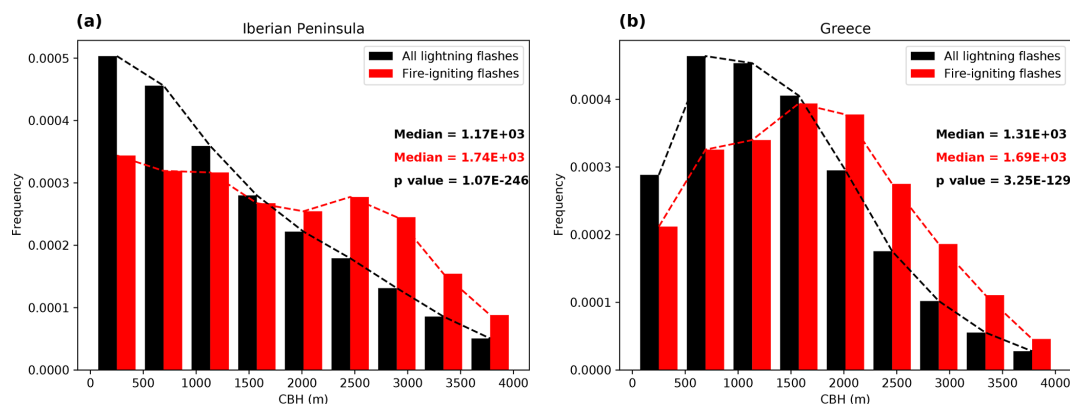 (a)
Iberian Peninsula
All lightning flashes
Fire-igniting flashes
Median = 1.17E+03
Median = 1.74E+03
p value = 1.07E-246
Frequency
0.0005
0.0004
0.0003
0.0002
0.0001
0.0000
0 500 1000 1500 2000 2500 3000 3500 4000
CBH (m)
(b)
Greece
All lightning flashes
Fire-igniting flashes
Median = 1.31E+03
Median = 1.69E+03
p value = 3.25E-129
Frequency
0.0004
0.0003
0.0002
0.0001
0.0000
0 500 1000 1500 2000 2500 3000 3500 4000
CBH (m)